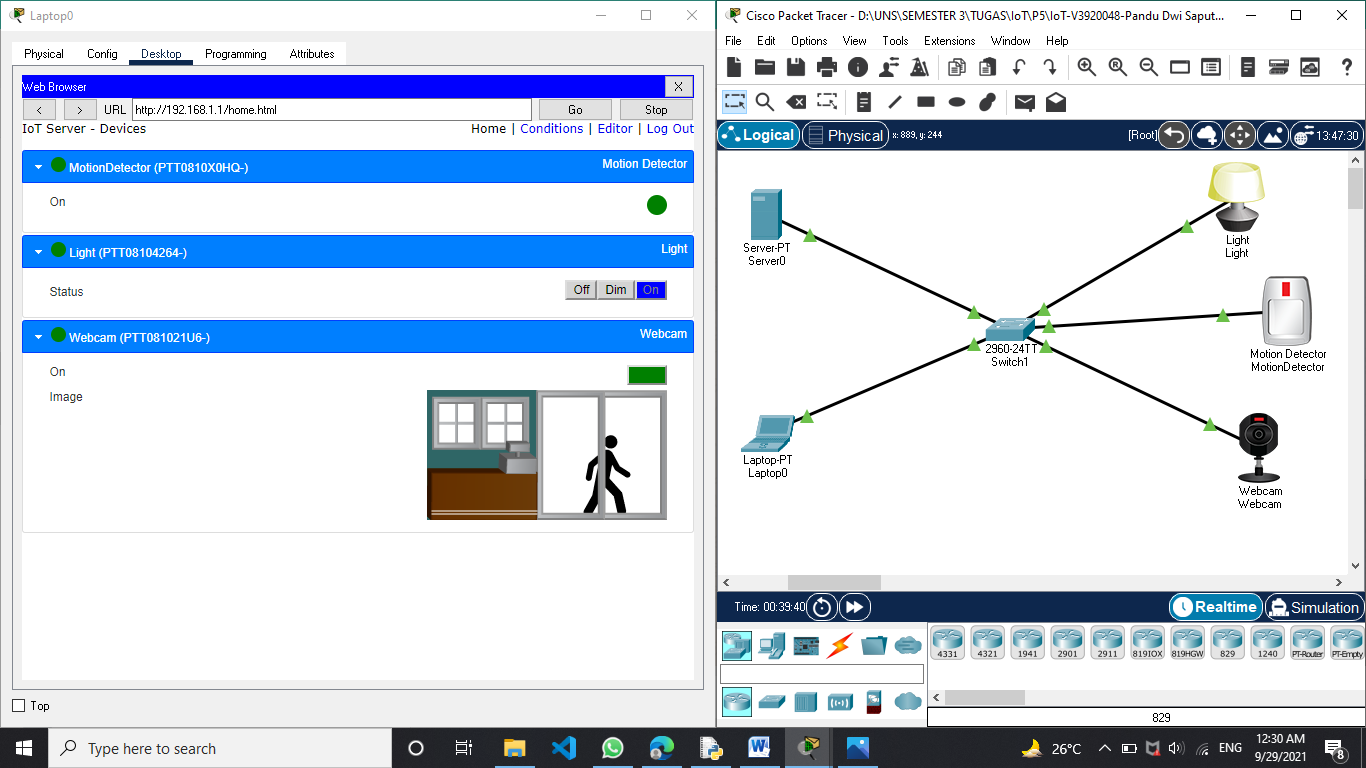 Laptop0
Physical Config Desktop Programming Attributes
Web Browser X
< > URL http://192.168.1.1/home.html Go Stop
IoT Server - Devices Home | Conditions | Editor | Log Out
MotionDetector (PTT0810X0HQ-) Motion Detector
On
Light (PTT08104264-) Light
Status Off Dim On
Webcam (PTT081021U6-) Webcam
On
Image
Top
Cisco Packet Tracer - D:\UNS\SEMESTER 3\TUGAS\IoT\P5\IoT-V3920048-Pandu Dwi Saput...
File Edit Options View Tools Extensions Window Help
Logical Physical x: 889, y: 244 [Root] 13:47:30
Server-PT
Server0
Light
Light
2960-24TT
Switch1
Motion Detector
MotionDetector
Laptop-PT
Laptop0
Webcam
Webcam
Time: 00:39:40 Realtime Simulation
4331 4321 1941 2901 2911 819IOX 819HGW 829 1240 PT-Router PT-Empty
829
Type here to search
26°C ENG 12:30 AM
9/29/2021
8